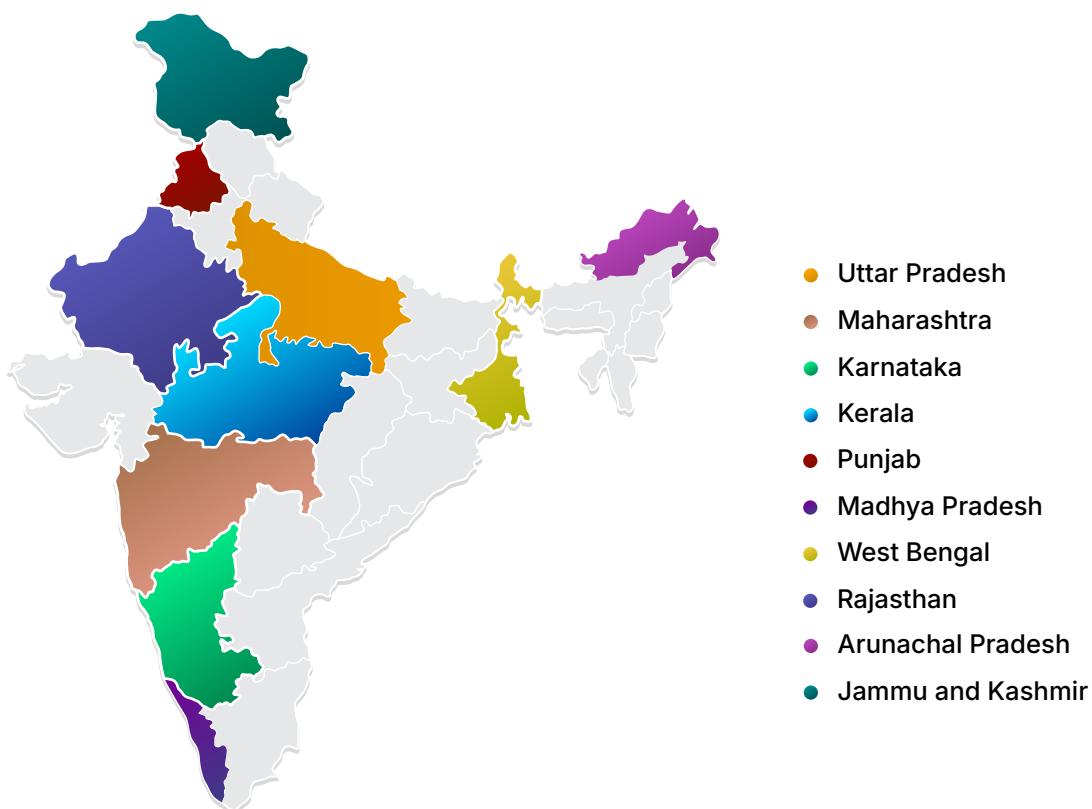 Uttar Pradesh
Maharashtra
Karnataka
Kerala
Punjab
Madhya Pradesh
West Bengal
Rajasthan
Arunachal Pradesh
Jammu and Kashmir